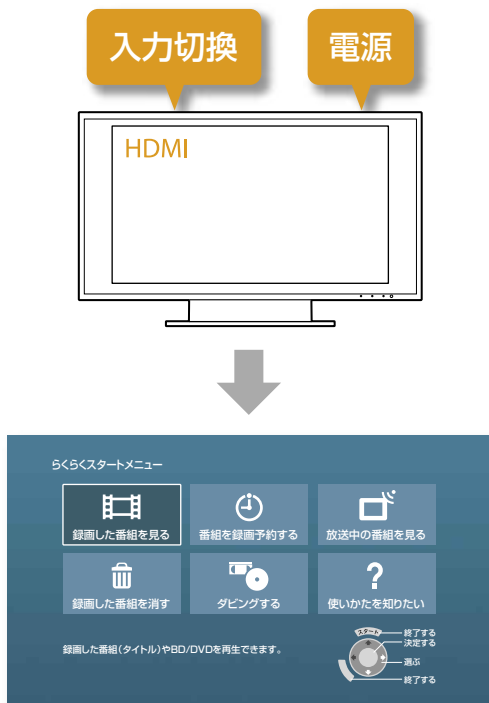 入力切換
電源
HDMI
らくらくスタートメニュー
録画した番組を見る
番組を録画予約する
放送中の番組を見る
録画した番組を消す
ダビングする
?
使いかたを知りたい
録画した番組(タイトル)やBD/DVDを再生できます。
スタート
終了する
決定する
選ぶ
終了する